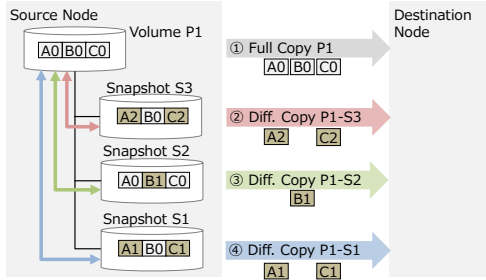 Source Node
Volume P1
A0 B0 C0
Snapshot S3
A2 B0 C2
Snapshot S2
A0 B1 C0
Snapshot S1
A1 B0 C1
① Full Copy P1
A0 B0 C0
② Diff. Copy P1-S3
A2 C2
③ Diff. Copy P1-S2
B1
④ Diff. Copy P1-S1
A1 C1
Destination
Node